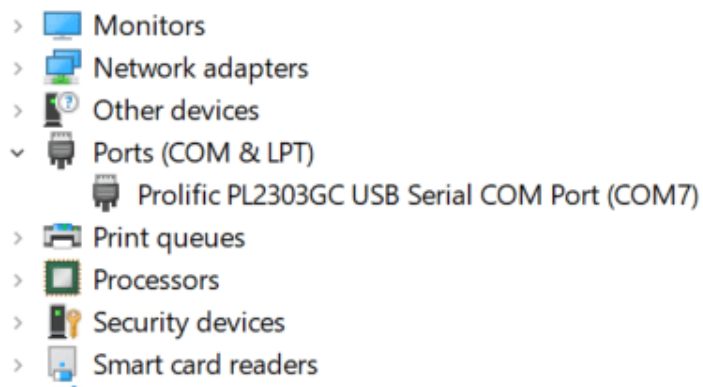 Monitors
Network adapters
Other devices
Ports (COM & LPT)
Prolific PL2303GC USB Serial COM Port (COM7)
Print queues
Processors
Security devices
Smart card readers